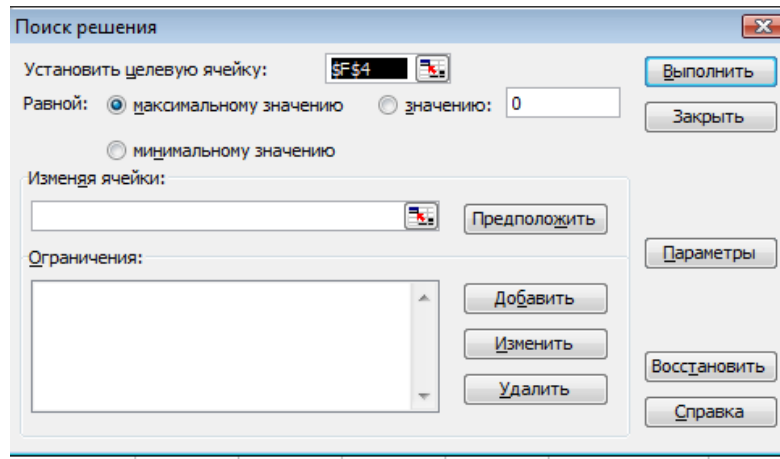 Поиск решения
Установить целевую ячейку: $F$4
Выполнить
Равной: максимальному значению значению: 0
Закрыть
минимальному значению
Изменяя ячейки:
Предположить
Параметры
Ограничения:
Добавить
Изменить
Удалить
Восстановить
Справка